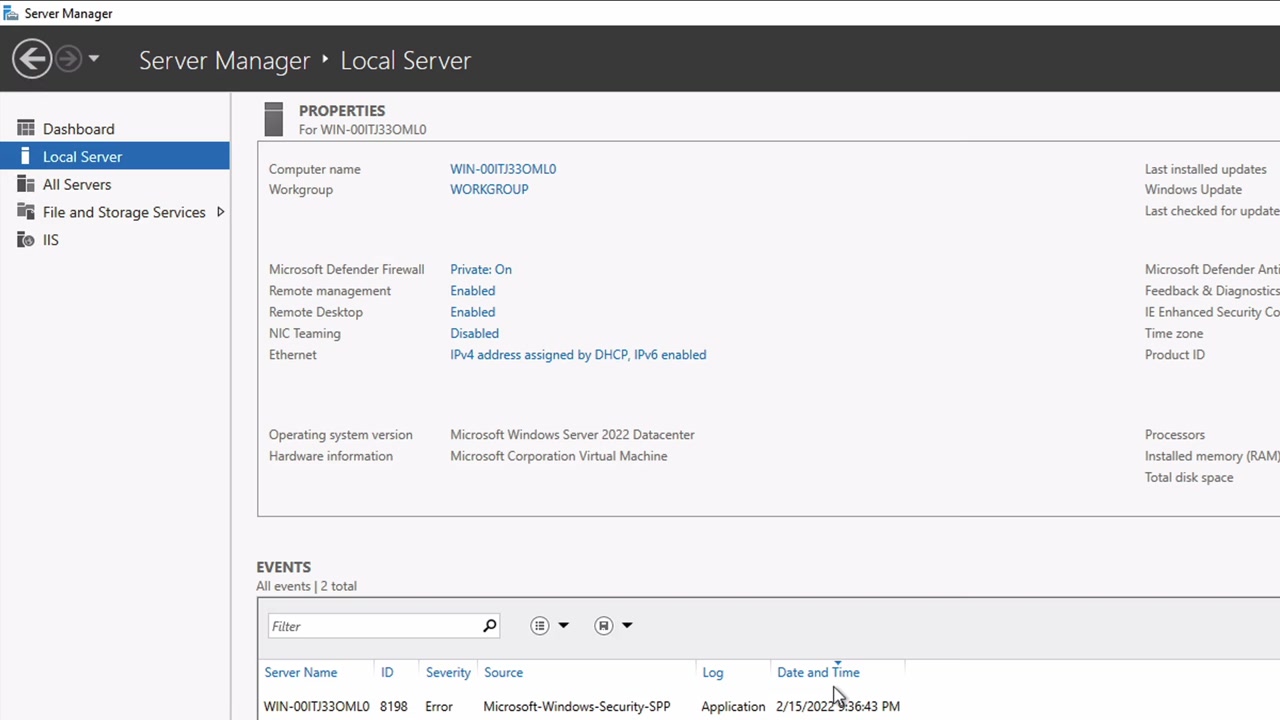 Server Manager
Server Manager ‣ Local Server
Dashboard
Local Server
All Servers
File and Storage Services
IIS
PROPERTIES
For WIN-00ITJ33OML0
Computer name WIN-00ITJ33OML0 Last installed updates
Workgroup WORKGROUP Windows Update
Last checked for update
Microsoft Defender Firewall Private: On Microsoft Defender Anti
Remote management Enabled Feedback & Diagnostics
Remote Desktop Enabled IE Enhanced Security Co
NIC Teaming Disabled Time zone
Ethernet IPv4 address assigned by DHCP, IPv6 enabled Product ID
Operating system version Microsoft Windows Server 2022 Datacenter Processors
Hardware information Microsoft Corporation Virtual Machine Installed memory (RAM)
Total disk space
EVENTS
All events | 2 total
Filter
Server Name ID Severity Source Log Date and Time
WIN-00ITJ33OML0 8198 Error Microsoft-Windows-Security-SPP Application 2/15/2022 9:36:43 PM